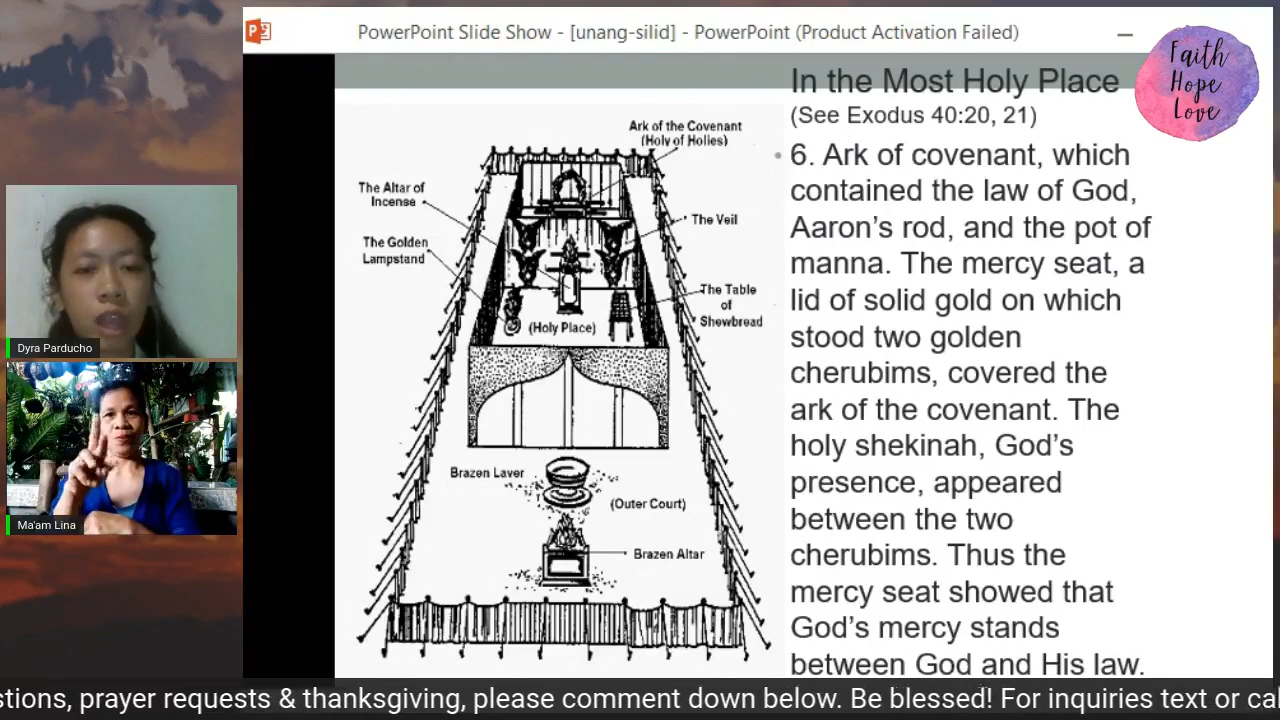 PowerPoint Slide Show - [unang-silid] - PowerPoint (Product Activation Failed)
Faith
Hope
Love
In the Most Holy Place
(See Exodus 40:20, 21)
• 6. Ark of covenant, which
contained the law of God,
Aaron's rod, and the pot of
manna. The mercy seat, a
lid of solid gold on which
stood two golden
cherubims, covered the
ark of the covenant. The
holy shekinah, God's
presence, appeared
between the two
cherubims. Thus the
mercy seat showed that
God's mercy stands
between God and His law.
Ark of the Covenant
(Holy of Holies)
The Altar of
Incense
The Veil
The Golden
Lampstand
The Table
of
Shewbread
(Holy Place)
Brazen Laver
(Outer Court)
Brazen Altar
Dyra Parducho
Ma'am Lina
stions, prayer requests & thanksgiving, please comment down below. Be blessed! For inquiries text or cal